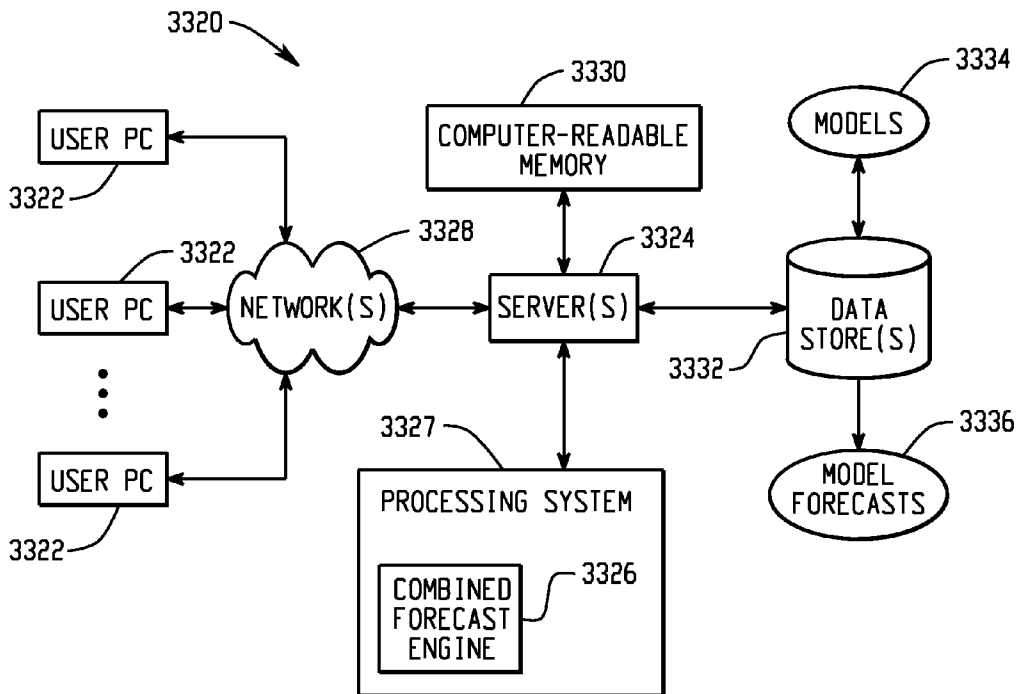 3320
3330
3334
USER PC
COMPUTER-READABLE
MEMORY
MODELS
3322
3322
3328
3324
USER PC
NETWORK(S)
SERVER(S)
DATA
STORE(S)
3332
3327
3336
USER PC
3322
PROCESSING SYSTEM
MODEL
FORECASTS
COMBINED
FORECAST
ENGINE
3326